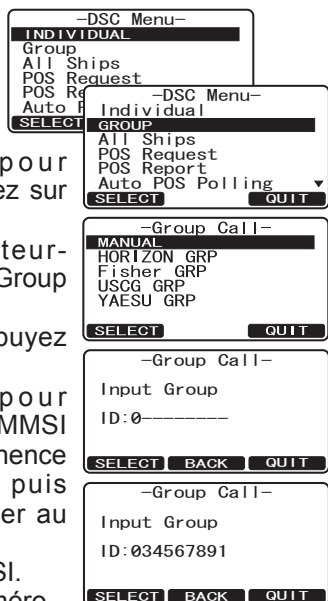 -DSC Menu-
INDIVIDUAL
Group
All Ships
POS Request
POS
Auto
SELECT
-DSC Menu-
Individual
GROUP
All Ships
POS Request
POS Report
Auto POS Polling ▼
SELECT QUIT
pour
ez sur
teur-
Group
puyez
pour
MMSI
mence
puis
er au
SI.
-Group Call-
MANUAL
HORIZON GRP
Fisher GRP
USCG GRP
YAESU GRP
SELECT QUIT
-Group Call-
Input Group
ID:0--------
SELECT BACK QUIT
-Group Call-
Input Group
ID:034567891
SELECT BACK QUIT